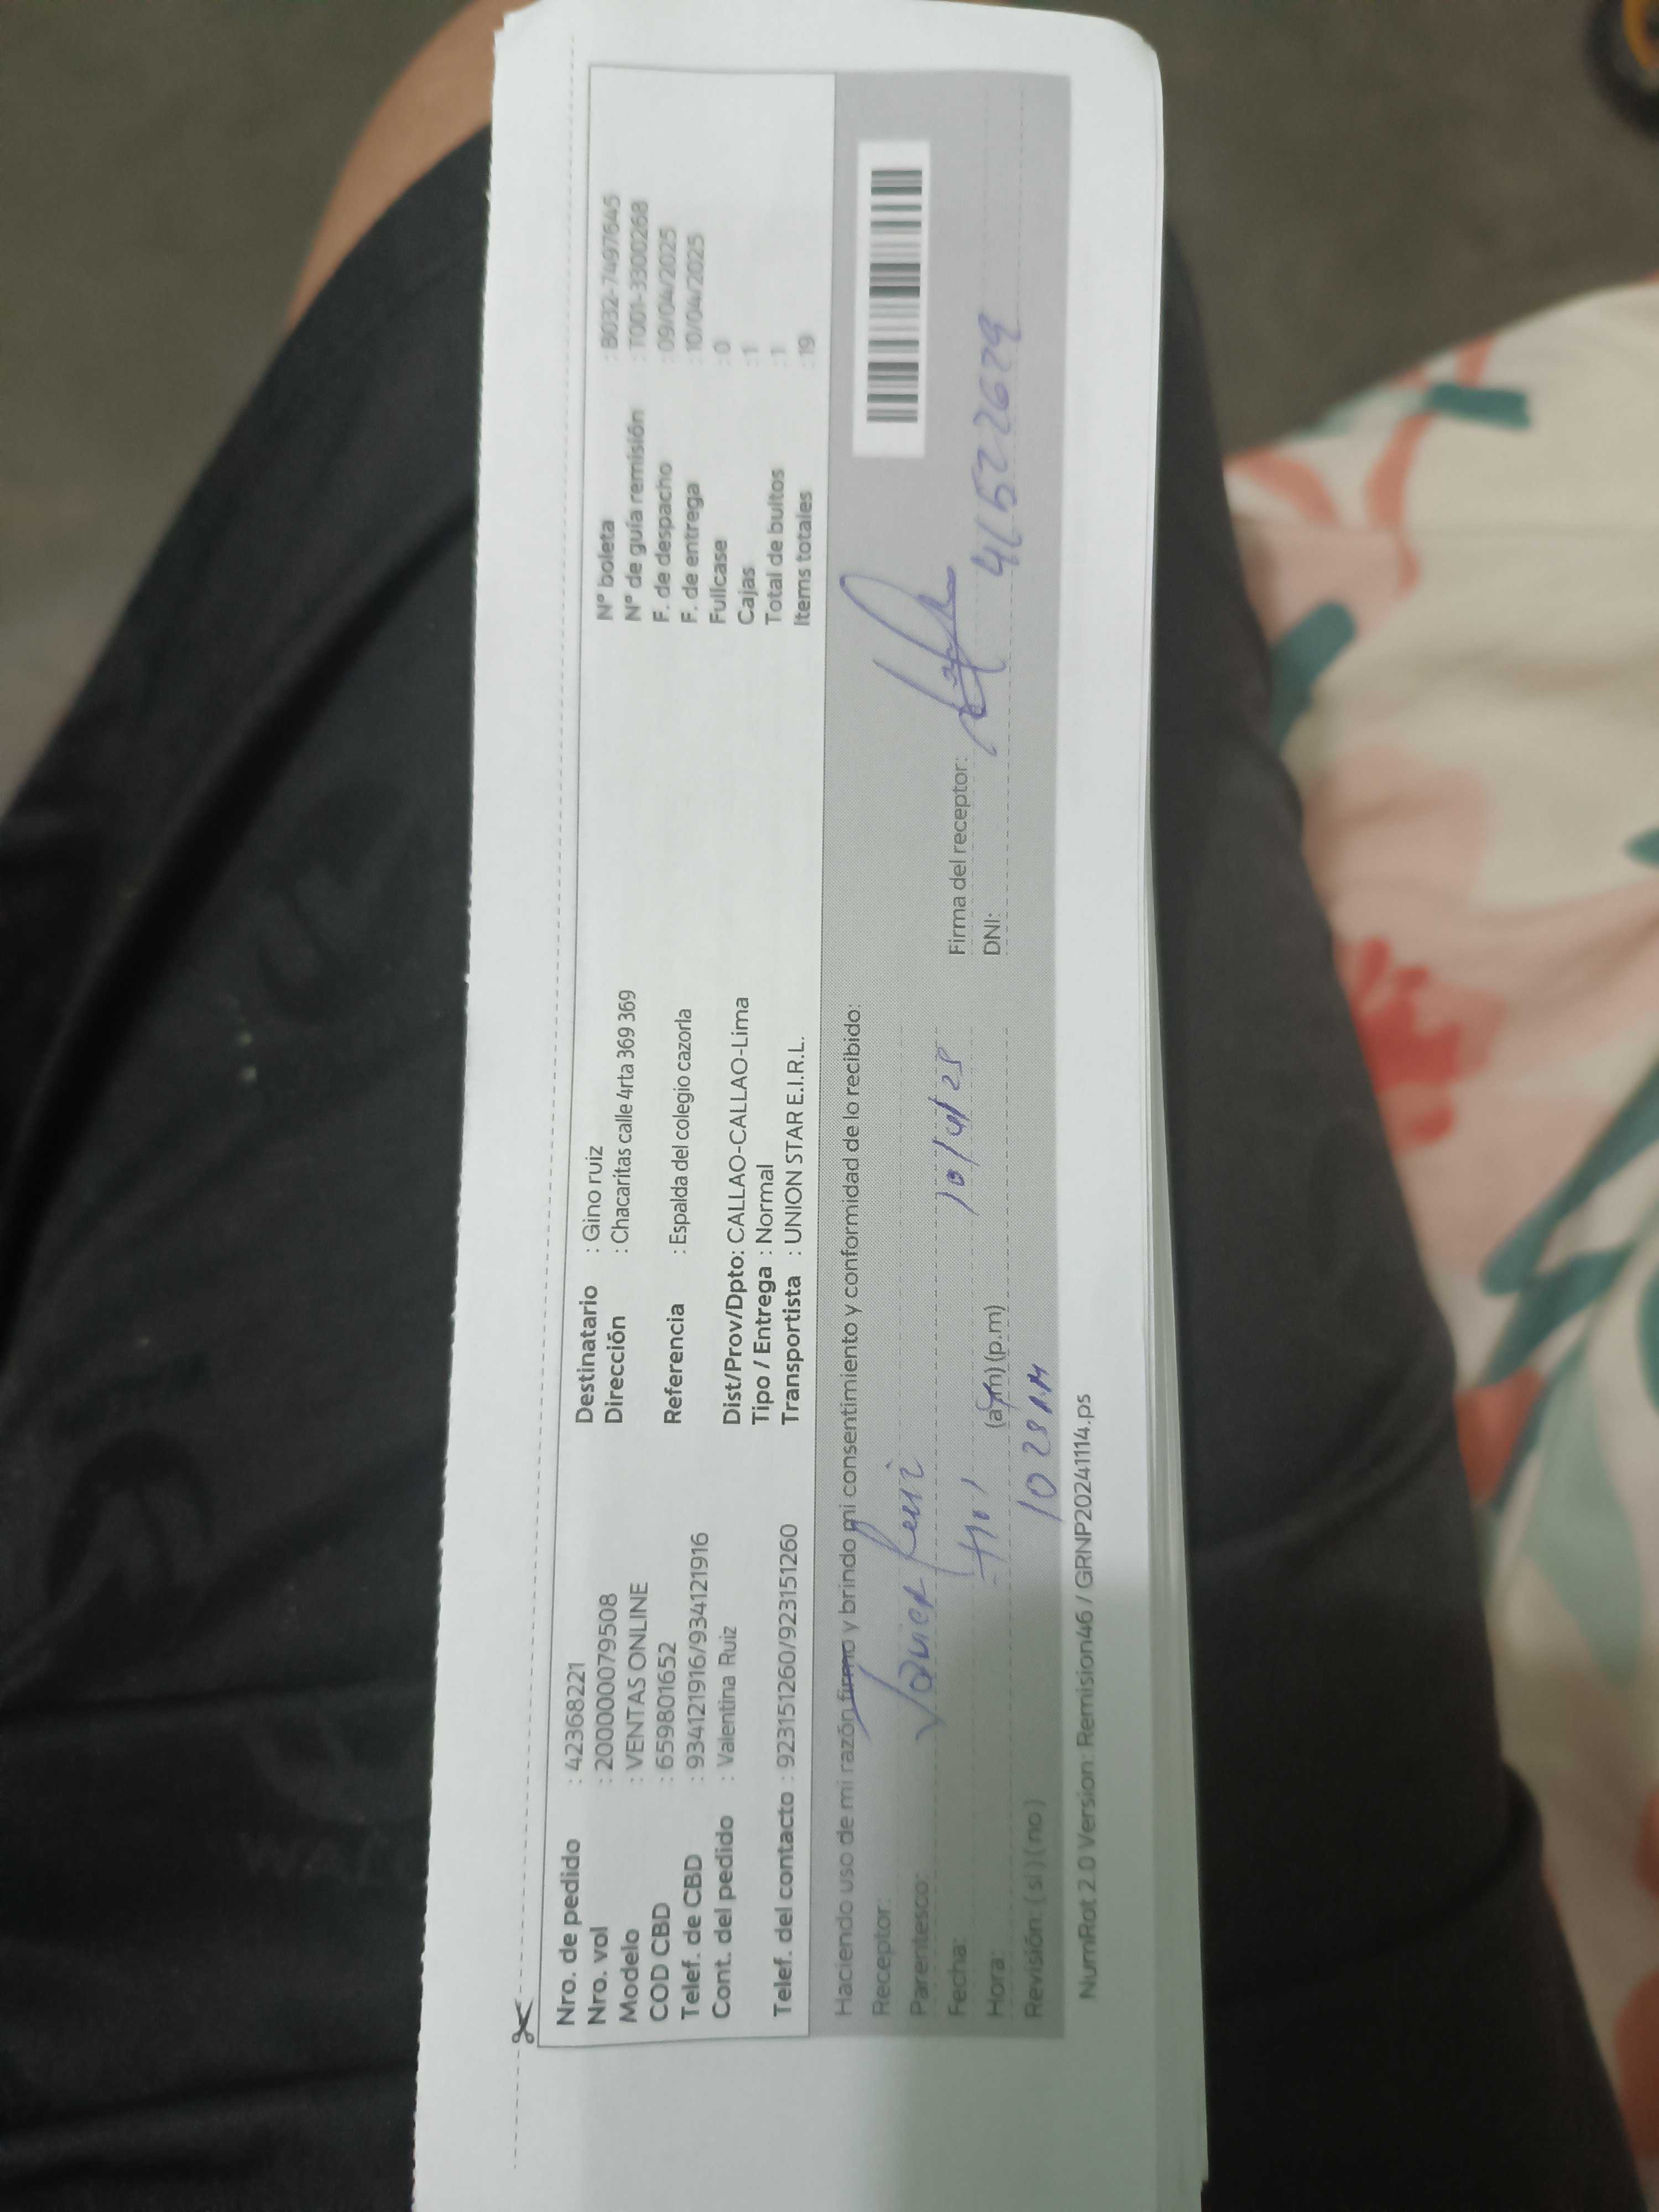 Nro. de pedido : 42368221
Nro. vol : 2000000079508
Modelo : VENTAS ONLINE
COD CBD : 659801652
Telef. de CBD : 934121916/934121916
Cont. del pedido : Valentina Ruiz
Telef. del contacto : 923151260/923151260
Destinatario : Gino ruiz
Dirección : Chacaritas calle 4rta 369 369
Referencia : Espalda del colegio cazorla
Dist/Prov/Dpto: CALLAO-CALLAO-Lima
Tipo / Entrega : Normal
Transportista : UNION STAR E.I.R.L.
N° boleta : B032-7497645
N° de guía remisión : T001-3300268
F. de despacho : 09/04/2025
F. de entrega : 10/04/2025
Fullcase : 0
Cajas : 1
Total de bultos : 1
Items totales : 19
Haciendo uso de mi razón firmo y brindo mi consentimiento y conformidad de lo recibido:
Receptor:
Parentesco:
Fecha: 10/4/25
Hora: (a.m) (p.m)
Revisión: ( si ) ( no )
Firma del receptor:
DNI:
NumRot 2.0 Version: Remision46 / GRNP20241114.ps